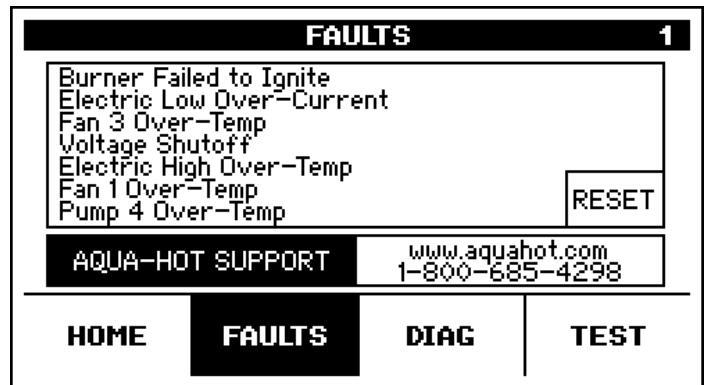 FAULTS 1
Burner Failed to Ignite
Electric Low Over-Current
Fan 3 Over-Temp
Voltage Shutoff
Electric High Over-Temp
Fan 1 Over-Temp
Pump 4 Over-Temp
RESET
AQUA-HOT SUPPORT
www.aquahot.com
1-800-685-4298
HOME FAULTS DIAG TEST